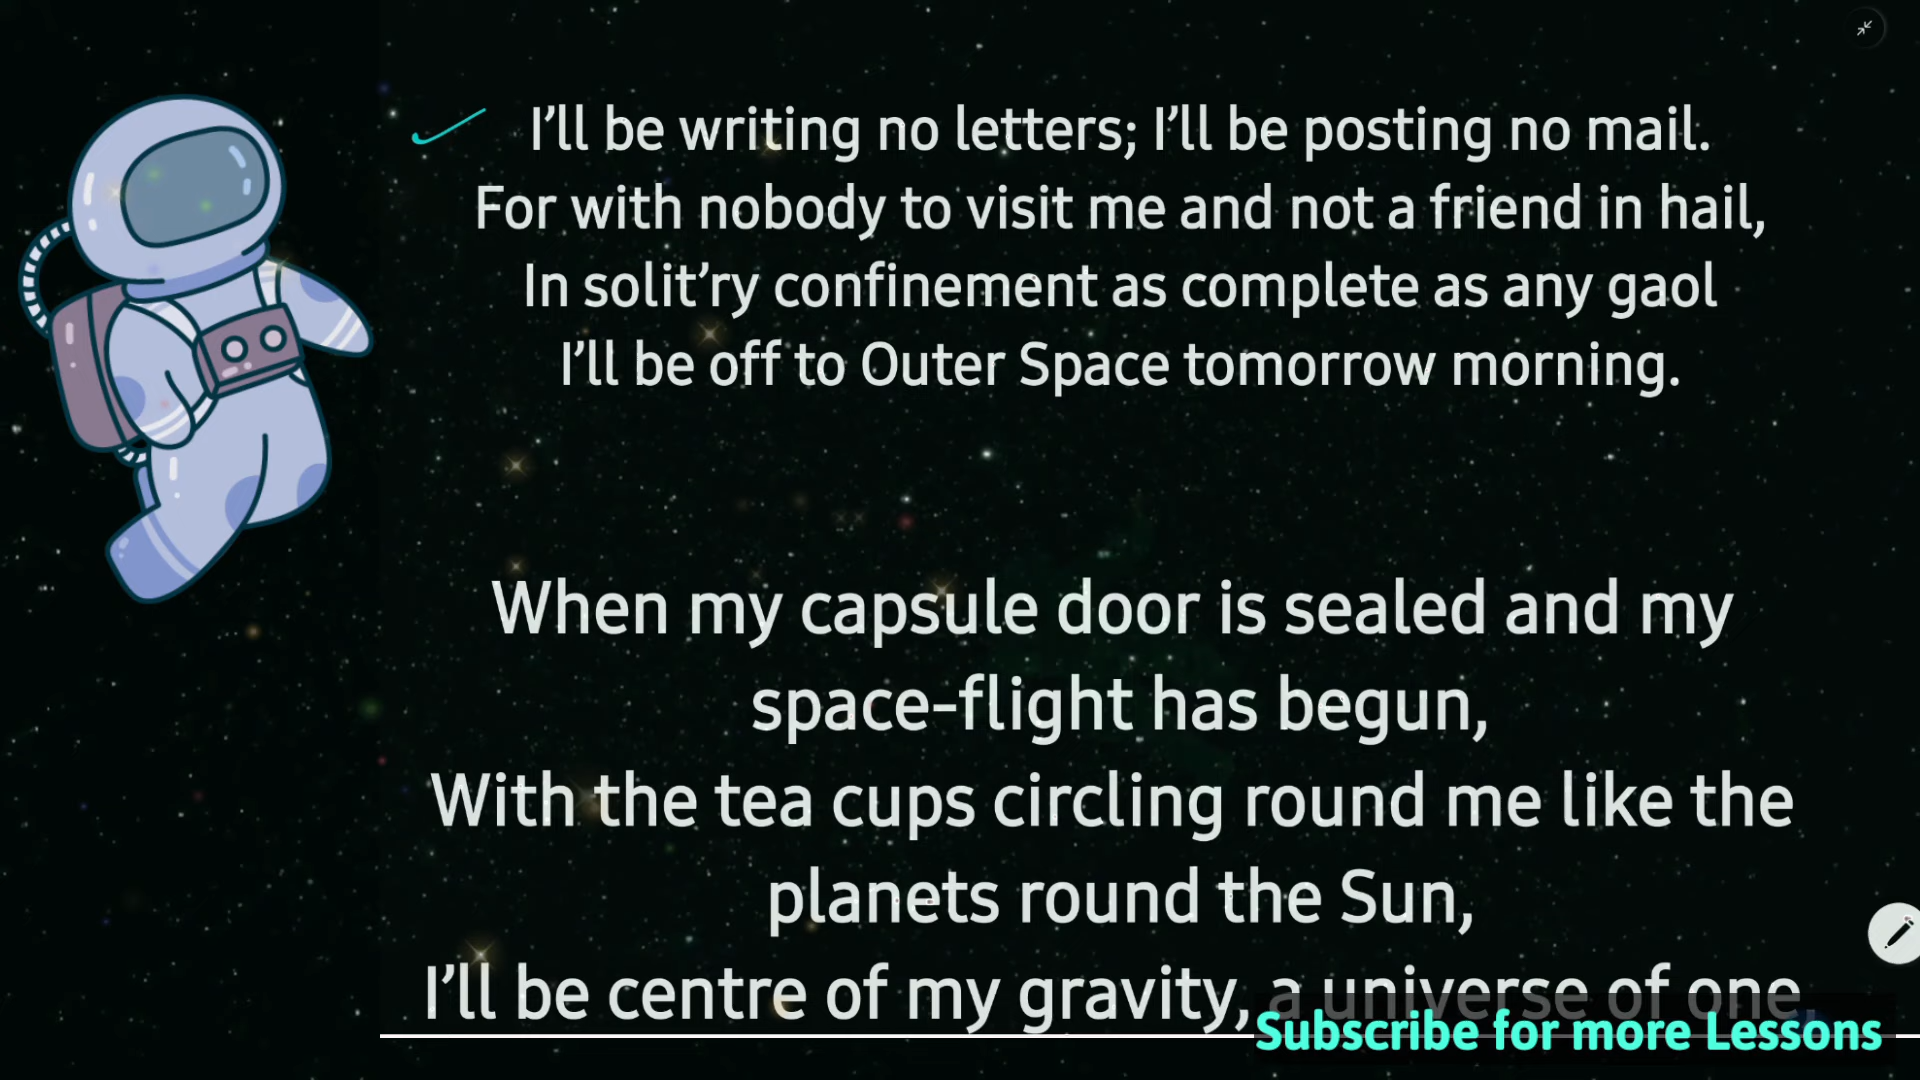 I’ll be writing no letters; I’ll be posting no mail.
For with nobody to visit me and not a friend in hail,
In solit’ry confinement as complete as any gaol
I’ll be off to Outer Space tomorrow morning.
When my capsule door is sealed and my
space-flight has begun,
With the tea cups circling round me like the
planets round the Sun,
I’ll be centre of my gravity, a universe of one,
Subscribe for more Lessons